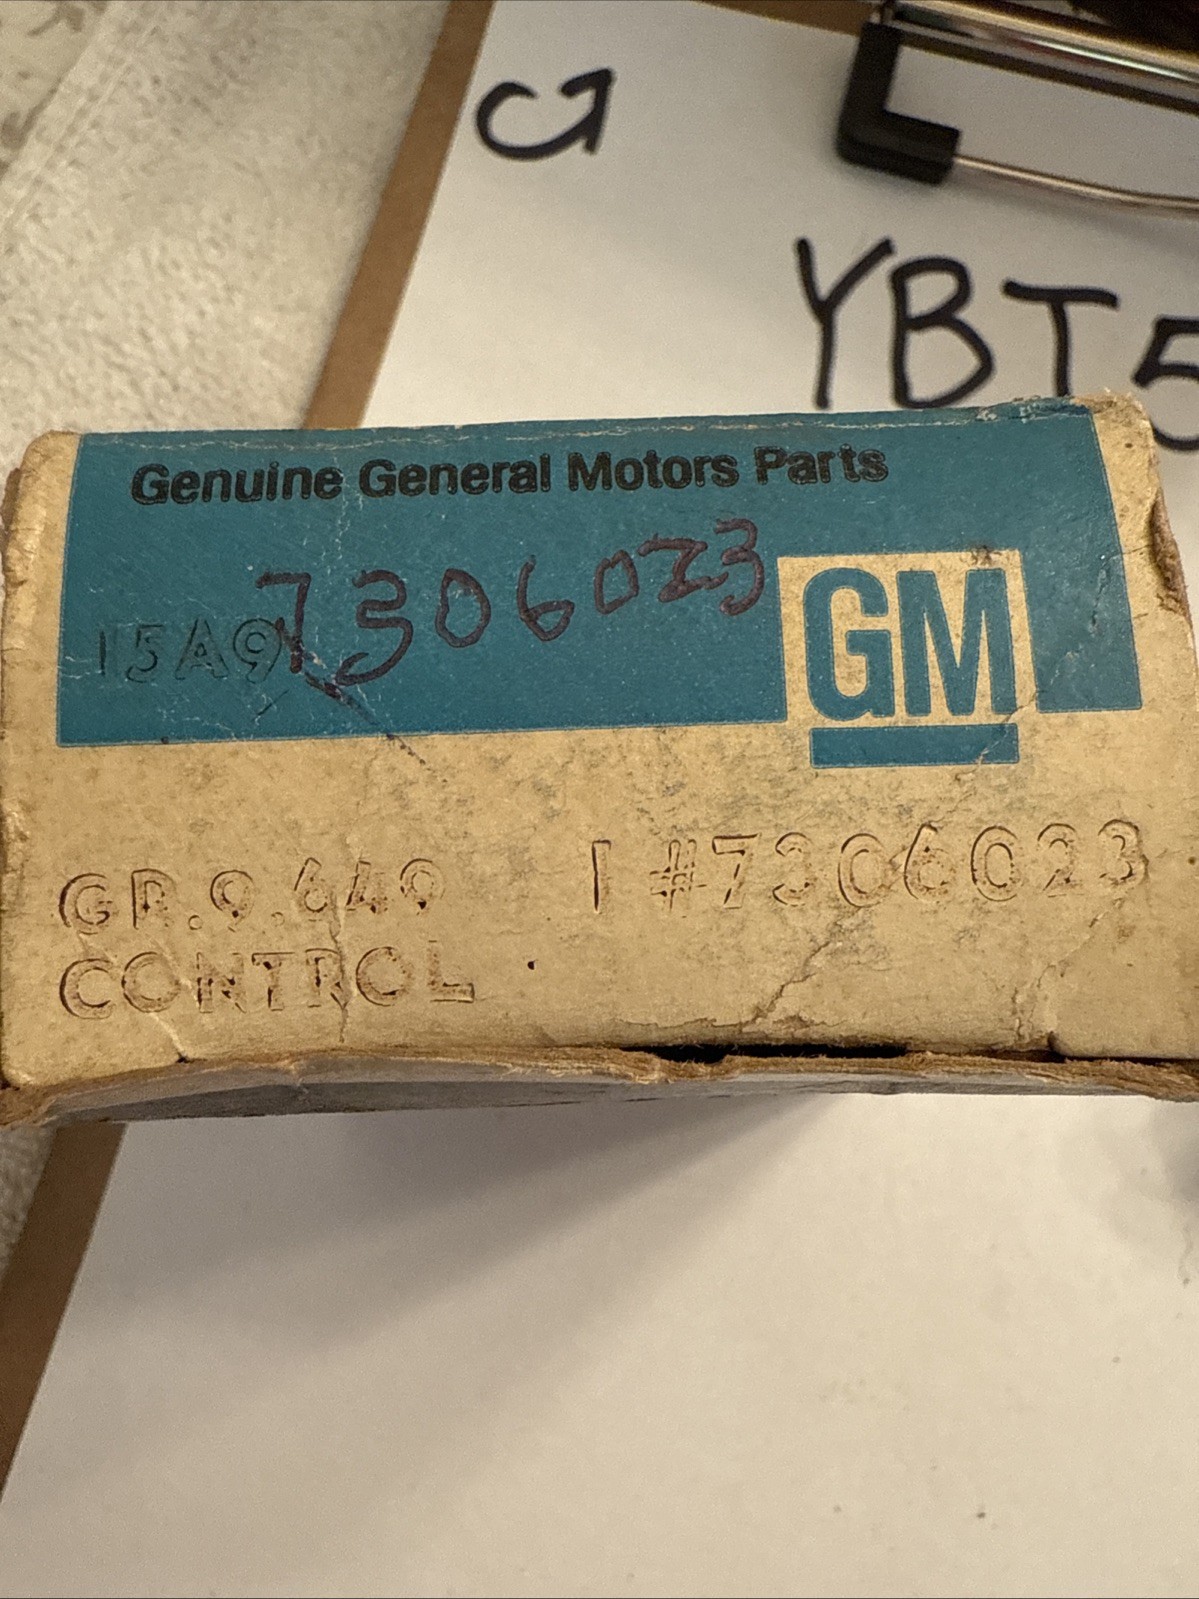 YBT5
Genuine General Motors Parts
7306023
15A9
GM
GR.9.649 1 #7306023
CONTROL